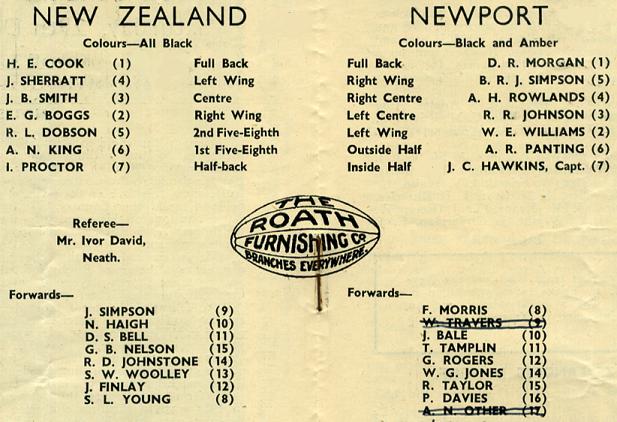 NEW ZEALAND
Colours—All Black
H. E. COOK (1) Full Back
J. SHERRATT (4) Left Wing
J. B. SMITH (3) Centre
E. G. BOGGS (2) Right Wing
R. L. DOBSON (5) 2nd Five-Eighth
A. N. KING (6) 1st Five-Eighth
I. PROCTOR (7) Half-back
Referee—
Mr. Ivor David,
Neath.
Forwards—
J. SIMPSON (9)
N. HAIGH (10)
D. S. BELL (11)
G. B. NELSON (15)
R. D. JOHNSTONE (14)
S. W. WOOLLEY (13)
J. FINLAY (12)
S. L. YOUNG (8)
THE
ROATH
FURNISHING Co
BRANCHES EVERYWHERE.
NEWPORT
Colours—Black and Amber
Full Back D. R. MORGAN (1)
Right Wing B. R. J. SIMPSON (5)
Right Centre A. H. ROWLANDS (4)
Left Centre R. R. JOHNSON (3)
Left Wing W. E. WILLIAMS (2)
Outside Half A. R. PANTING (6)
Inside Half J. C. HAWKINS, Capt. (7)
Forwards—
F. MORRIS (8)
W. TRAVERS (9)
J. BALE (10)
T. TAMPLIN (11)
G. ROGERS (12)
W. G. JONES (14)
R. TAYLOR (15)
P. DAVIES (16)
A. N. OTHER (17)